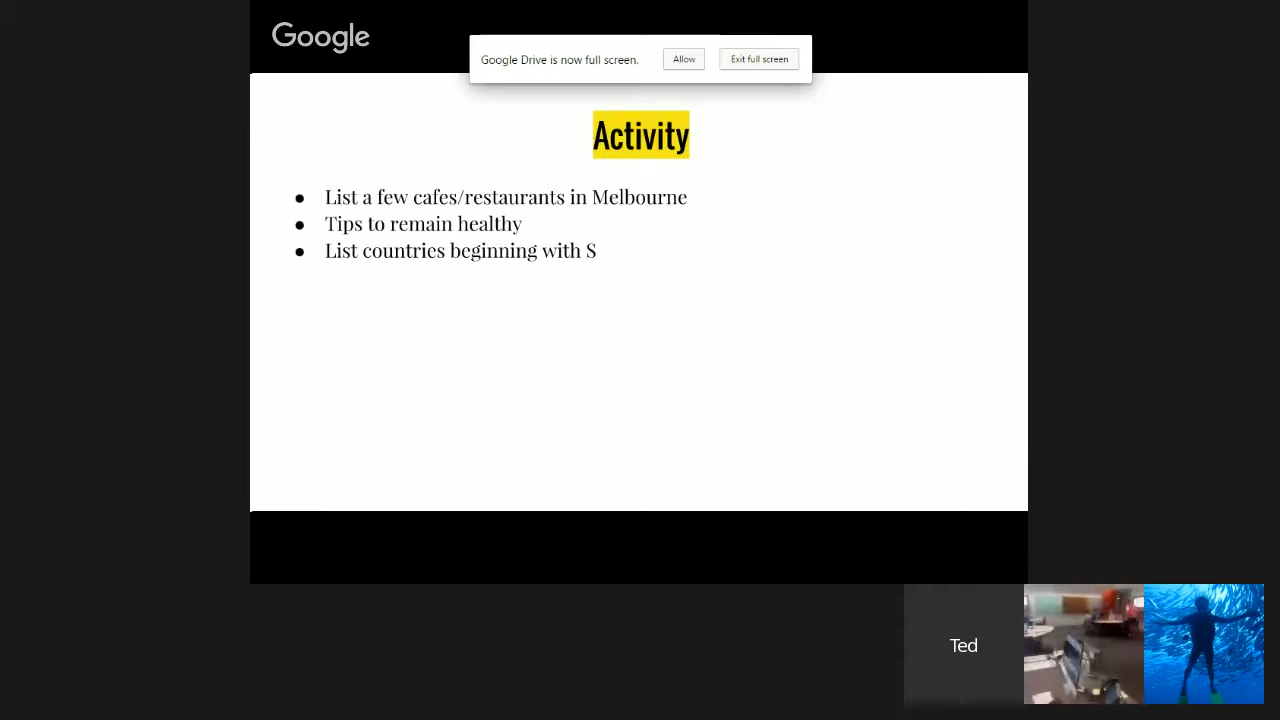 Google
Google Drive is now full screen. Allow Exit full screen
Activity
● List a few cafes/restaurants in Melbourne
● Tips to remain healthy
● List countries beginning with S
Ted